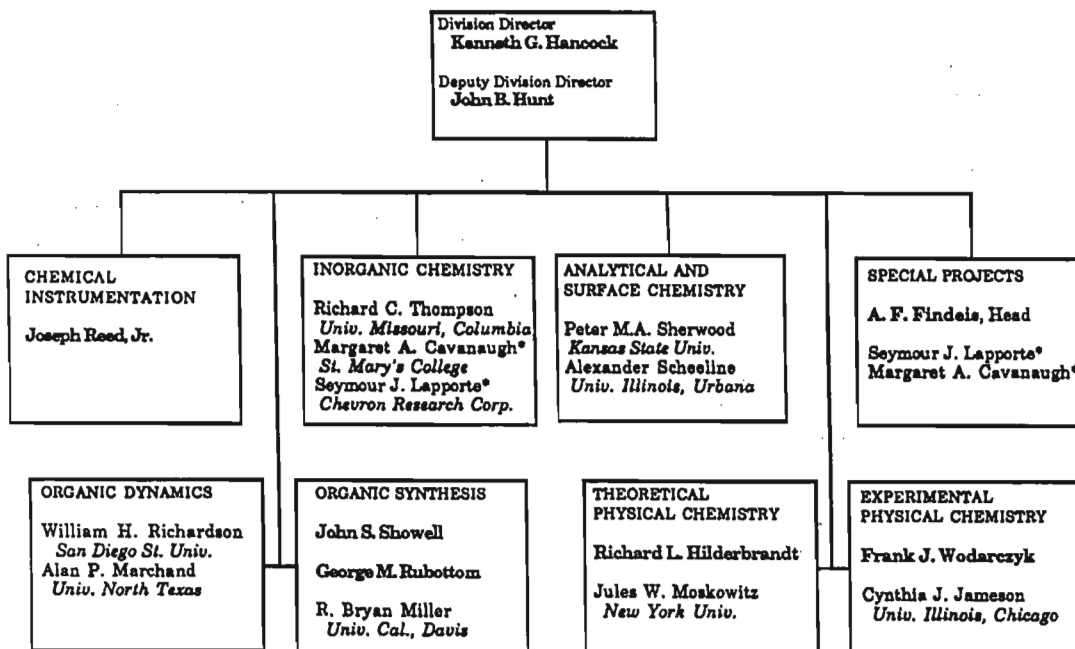 Division Director
Kenneth G. Hancock
Deputy Division Director
John B. Hunt
CHEMICAL
INSTRUMENTATION
Joseph Reed, Jr.
INORGANIC CHEMISTRY
Richard C. Thompson
Univ. Missouri, Columbia
Margaret A. Cavanaugh*
St. Mary's College
Seymour J. Lapporte*
Chevron Research Corp.
ANALYTICAL AND
SURFACE CHEMISTRY
Peter M.A. Sherwood
Kansas State Univ.
Alexander Scheeline
Univ. Illinois, Urbana
SPECIAL PROJECTS
A. F. Findeis, Head
Seymour J. Lapporte*
Margaret A. Cavanaugh*
ORGANIC DYNAMICS
William H. Richardson
San Diego St. Univ.
Alan P. Marchand
Univ. North Texas
ORGANIC SYNTHESIS
John S. Showell
George M. Rubottom
R. Bryan Miller
Univ. Cal., Davis
THEORETICAL
PHYSICAL CHEMISTRY
Richard L. Hilderbrandt
Jules W. Moskowitz
New York Univ.
EXPERIMENTAL
PHYSICAL CHEMISTRY
Frank J. Wodarczyk
Cynthia J. Jameson
Univ. Illinois, Chicago